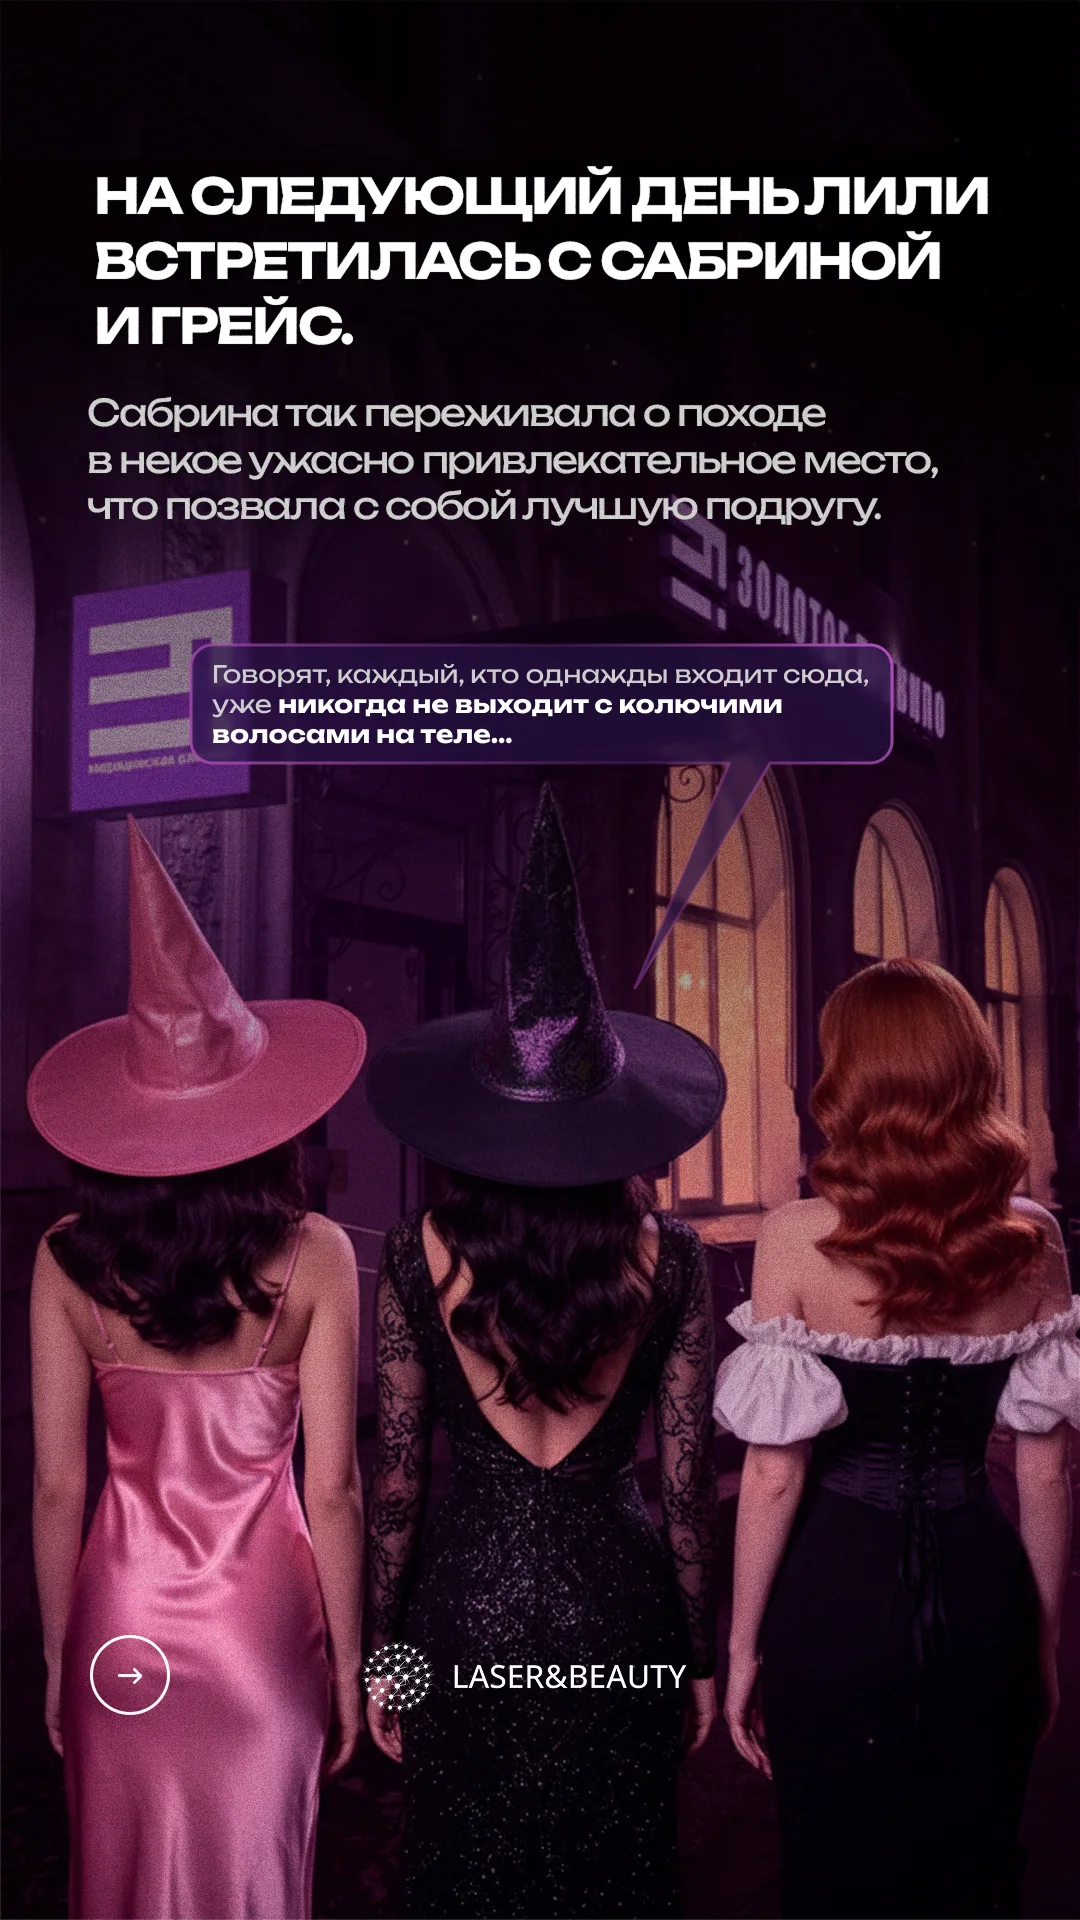 НА СЛЕДУЮЩИЙ ДЕНЬ ЛИЛИ
ВСТРЕТИЛАСЬ С САБРИНОЙ
И ГРЕЙС.
Сабрина так переживала о походе
в некое ужасно привлекательное место,
что позвала с собой лучшую подругу.
Говорят, каждый, кто однажды входит сюда,
уже никогда не выходит с колючими
волосами на теле...
LASER&BEAUTY